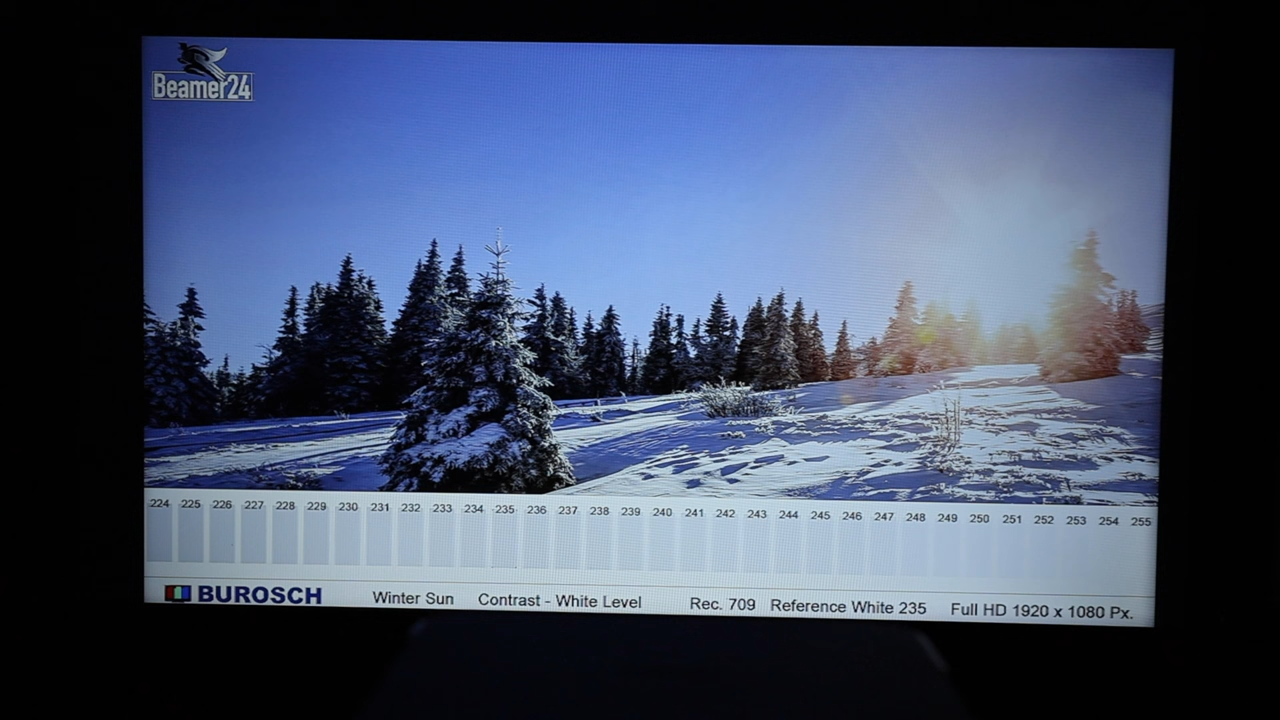 Beamer24
224 225 226 227 228 229 230 231 232 233 234 235 236 237 238 239 240 241 242 243 244 245 246 247 248 249 250 251 252 253 254 255
BUROSCH Winter Sun Contrast - White Level Rec. 709 Reference White 235 Full HD 1920 x 1080 Px.